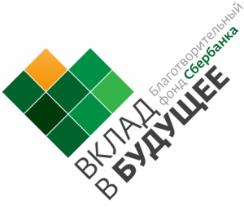 Благотворительный
фонд Сбербанка
ВКЛАД
В БУДУЩЕЕ